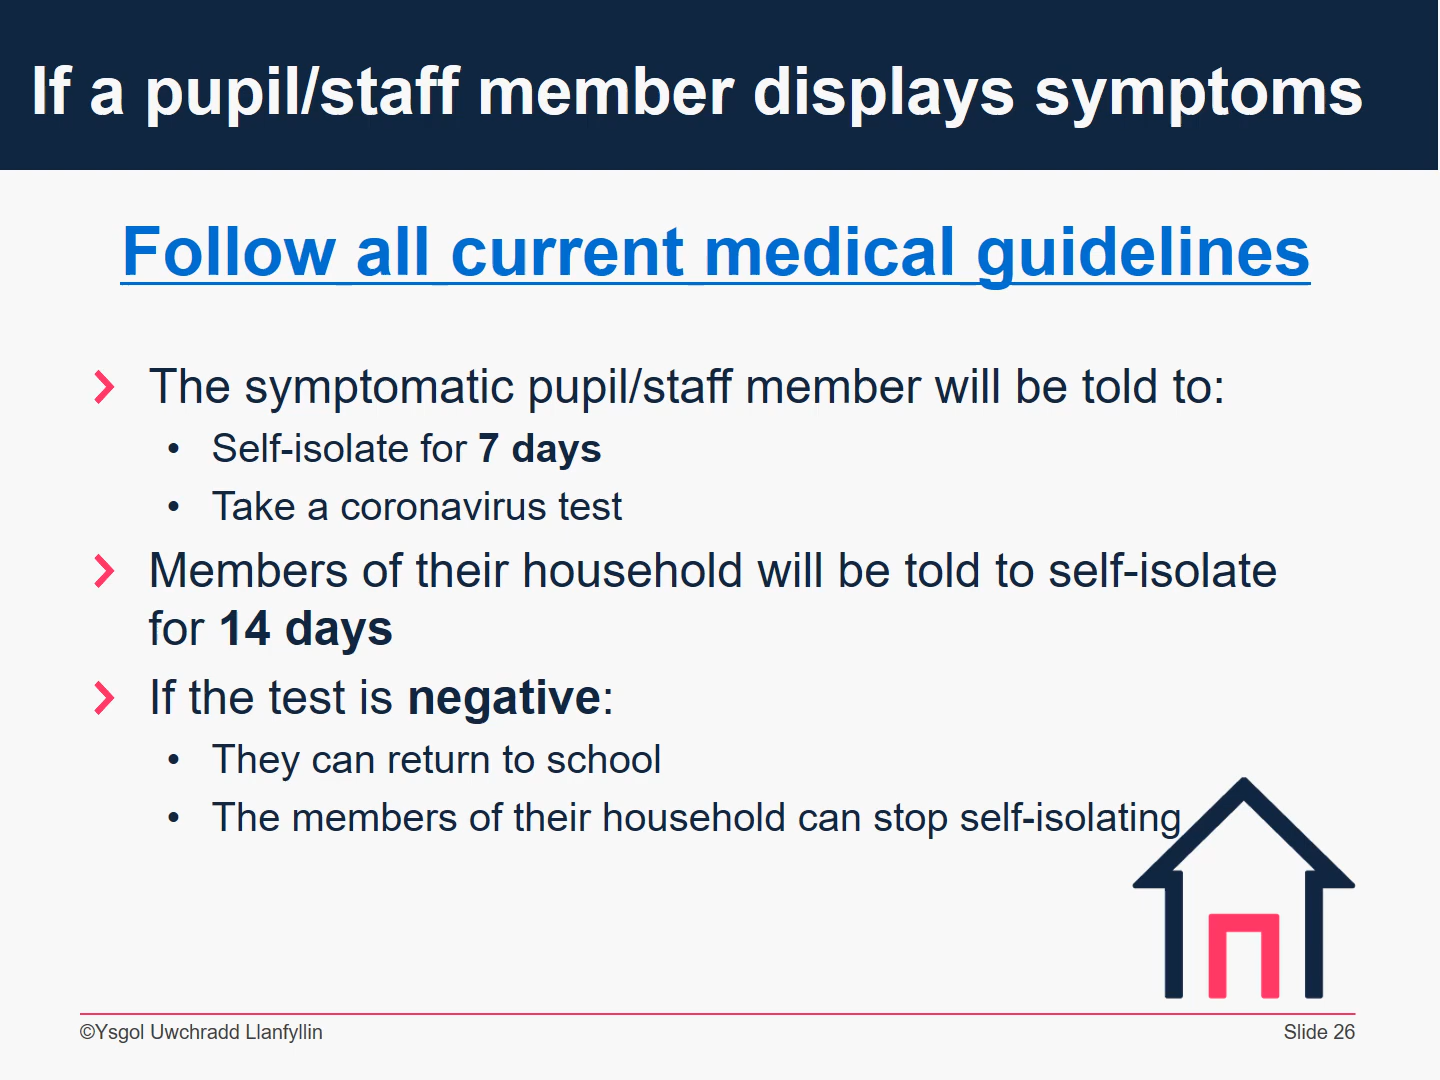 If a pupil/staff member displays symptoms
Follow all current medical guidelines
The symptomatic pupil/staff member will be told to:
• Self-isolate for 7 days
• Take a coronavirus test
Members of their household will be told to self-isolate
for 14 days
If the test is negative:
• They can return to school
• The members of their household can stop self-isolating
©Ysgol Uwchradd Llanfyllin
Slide 26